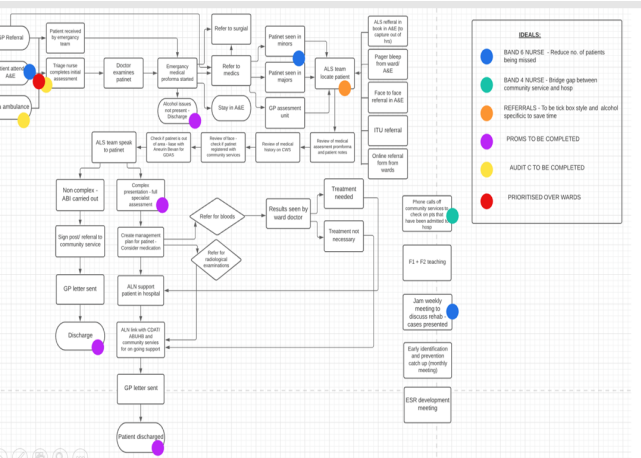 GP Referral
Patient received
by emergency
team
Patient attend
A&E
Triage nurse
completes initial
assessment
Doctor
examines
patient
Emergency
medical
proforma started
ambulance
Alcohol issues
not present -
Discharge
Refer to surgial
Refer to
medics
Stay in A&E
Patinet seen in
minors
Patinet seen in
majors
GP assesment
unit
ALS team
locate patient
ALS refferal in
book in A&E (to
capture out of
hrs)
Pager bleep
from ward/
A&E
Face to face
referral in A&E
ITU referral
Online referral
form from
wards
ALS team speak
to patinet
Check if patinet is out
of area - liase with
Aneurin Bevan for
GDAS
Review of face -
check if patinet
registered with
community services
Review of medical
history on CWS
Review of medical
assesment preinforma
and patient notes
Non complex -
ABI carried out
Sign post/ referral to
community service
GP letter sent
Discharge
Complex
presentation - full
specialist
assessment
Create management
plan for patinet -
Consider medication
ALN support
patient in hospital
ALN link with CDAT/
ABUHB and
community servies
for on going support
GP letter sent
Patient discharged
Refer for bloods
Refer for
radiological
examinations
Results seen by
ward doctor
Treatment
needed
Treatment not
necessary
Phone calls off
community services to
check on pts that
have been admitted to
hosp
F1 + F2 teaching
Jam weekly
meeting to
discuss rehab -
cases presented
Early identification
and prevention
catch up (monthly
meeting)
ESR development
meeting
IDEALS:
BAND 6 NURSE - Reduce no. of patients
being missed
BAND 4 NURSE - Bridge gap between
community service and hosp
REFERRALS - To be tick box style and alcohol
specific to save time
PROMS TO BE COMPLETED
AUDIT C TO BE COMPLETED
PRIORITISED OVER WARDS